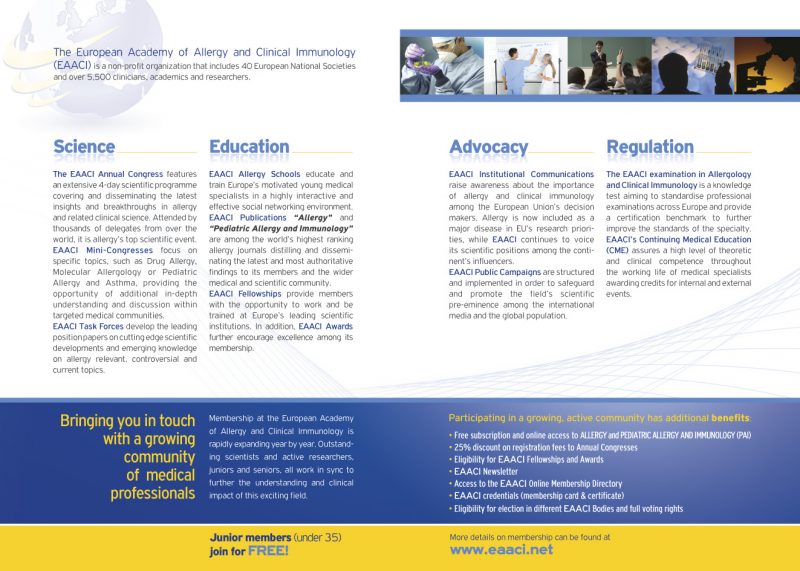 The European Academy of Allergy and Clinical Immunology
(EAACI) is a non-profit organization that includes 40 European National Societies
and over 5,500 clinicians, academics and researchers.
Science
The EAACI Annual Congress features
an extensive 4-day scientific programme
covering and disseminating the latest
insights and breakthroughs in allergy
and related clinical science. Attended by
thousands of delegates from over the
world, it is allergy's top scientific event.
EAACI Mini-Congresses focus on
specific topics, such as Drug Allergy,
Molecular Allergology or Pediatric
Allergy and Asthma, providing the
opportunity of additional in-depth
understanding and discussion within
targeted medical communities.
EAACI Task Forces develop the leading
position papers on cutting edge scientific
developments and emerging knowledge
on allergy relevant, controversial and
current topics.
Education
EAACI Allergy Schools educate and
train Europe's motivated young medical
specialists in a highly interactive and
effective social networking environment.
EAACI Publications "Allergy" and
"Pediatric Allergy and Immunology"
are among the world's highest ranking
allergy journals distilling and dissemi-
nating the latest and most authoritative
findings to its members and the wider
medical and scientific community.
EAACI Fellowships provide members
with the opportunity to work and be
trained at Europe's leading scientific
institutions. In addition, EAACI Awards
further encourage excellence among its
membership.
Advocacy
EAACI Institutional Communications
raise awareness about the importance
of allergy and clinical immunology
among the European Union's decision
makers. Allergy is now included as a
major disease in EU's research priori-
ties, while EAACI continues to voice
its scientific positions among the conti-
nent's influencers.
EAACI Public Campaigns are structured
and implemented in order to safeguard
and promote the field's scientific
pre-eminence among the international
media and the global population.
Regulation
The EAACI examination in Allergology
and Clinical Immunology is a knowledge
test aiming to standardise professional
examinations across Europe and provide
a certification benchmark to further
improve the standards of the specialty.
EAACI's Continuing Medical Education
(CME) assures a high level of theoretic
and clinical competence throughout
the working life of medical specialists
awarding credits for internal and external
events.
Bringing you in touch
with a growing
community
of medical
professionals
Membership at the European Academy
of Allergy and Clinical Immunology is
rapidly expanding year by year. Outstand-
ing scientists and active researchers,
juniors and seniors, all work in sync to
further the understanding and clinical
impact of this exciting field.
Participating in a growing, active community has additional benefits:
• Free subscription and online access to ALLERGY and PEDIATRIC ALLERGY AND IMMUNOLOGY (PAI)
• 25% discount on registration fees to Annual Congresses
• Eligibility for EAACI Fellowships and Awards
• EAACI Newsletter
• Access to the EAACI Online Membership Directory
• EAACI credentials (membership card & certificate)
• Eligibility for election in different EAACI Bodies and full voting rights
Junior members (under 35)
join for FREE!
More details on membership can be found at
www.eaaci.net